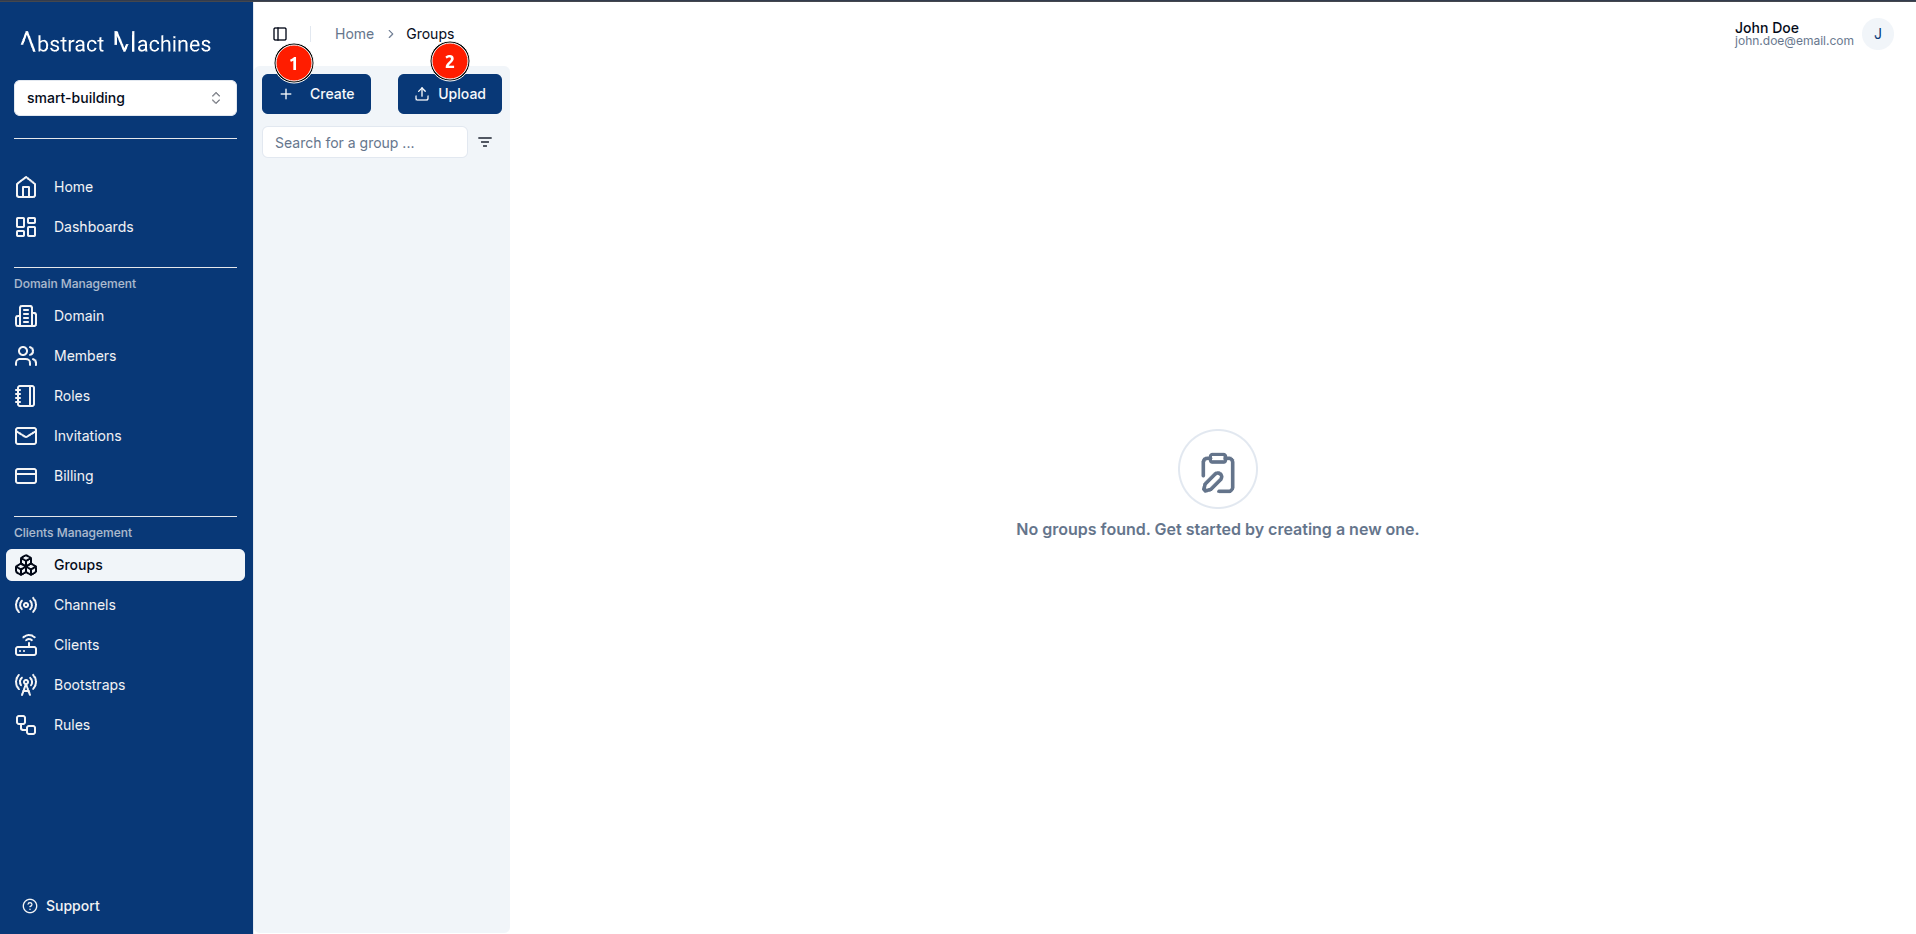 Abstract Machines
smart-building
Home
Dashboards
Domain Management
Domain
Members
Roles
Invitations
Billing
Clients Management
Groups
Channels
Clients
Bootstraps
Rules
Support
Home > Groups
1
2
Create
Upload
Search for a group ...
John Doe
john.doe@email.com
J
No groups found. Get started by creating a new one.